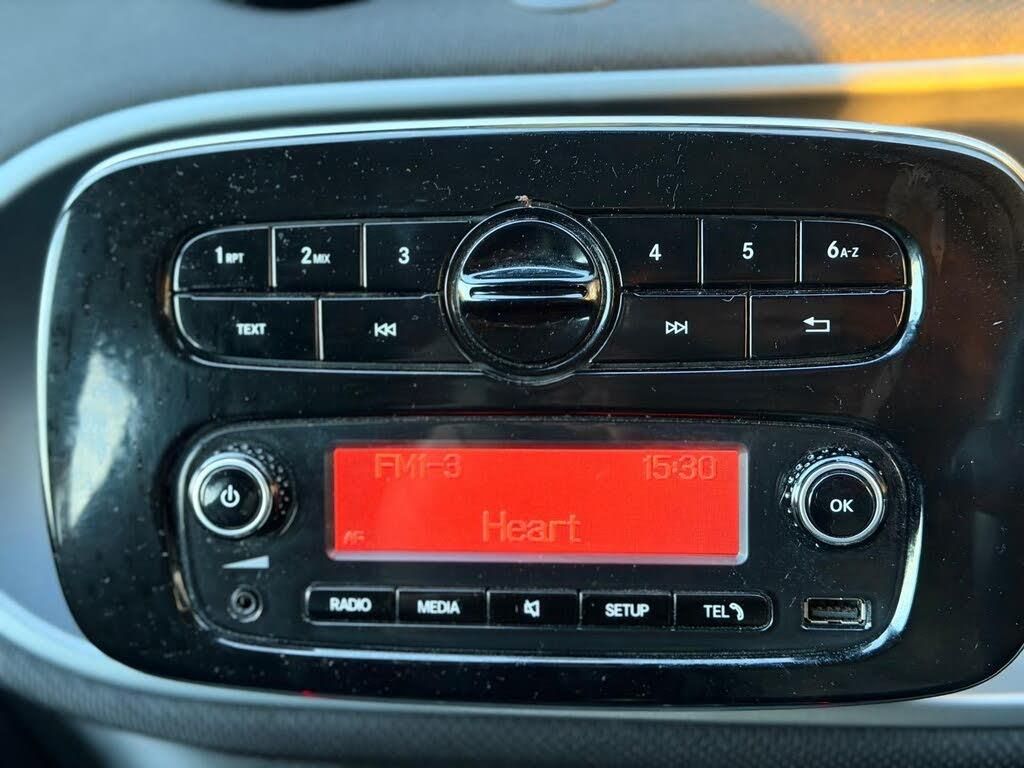 1RPT 2MIX 3 4 5 6A-Z
TEXT
FM1-3 15:30
Heart
AF
OK
RADIO MEDIA SETUP TEL